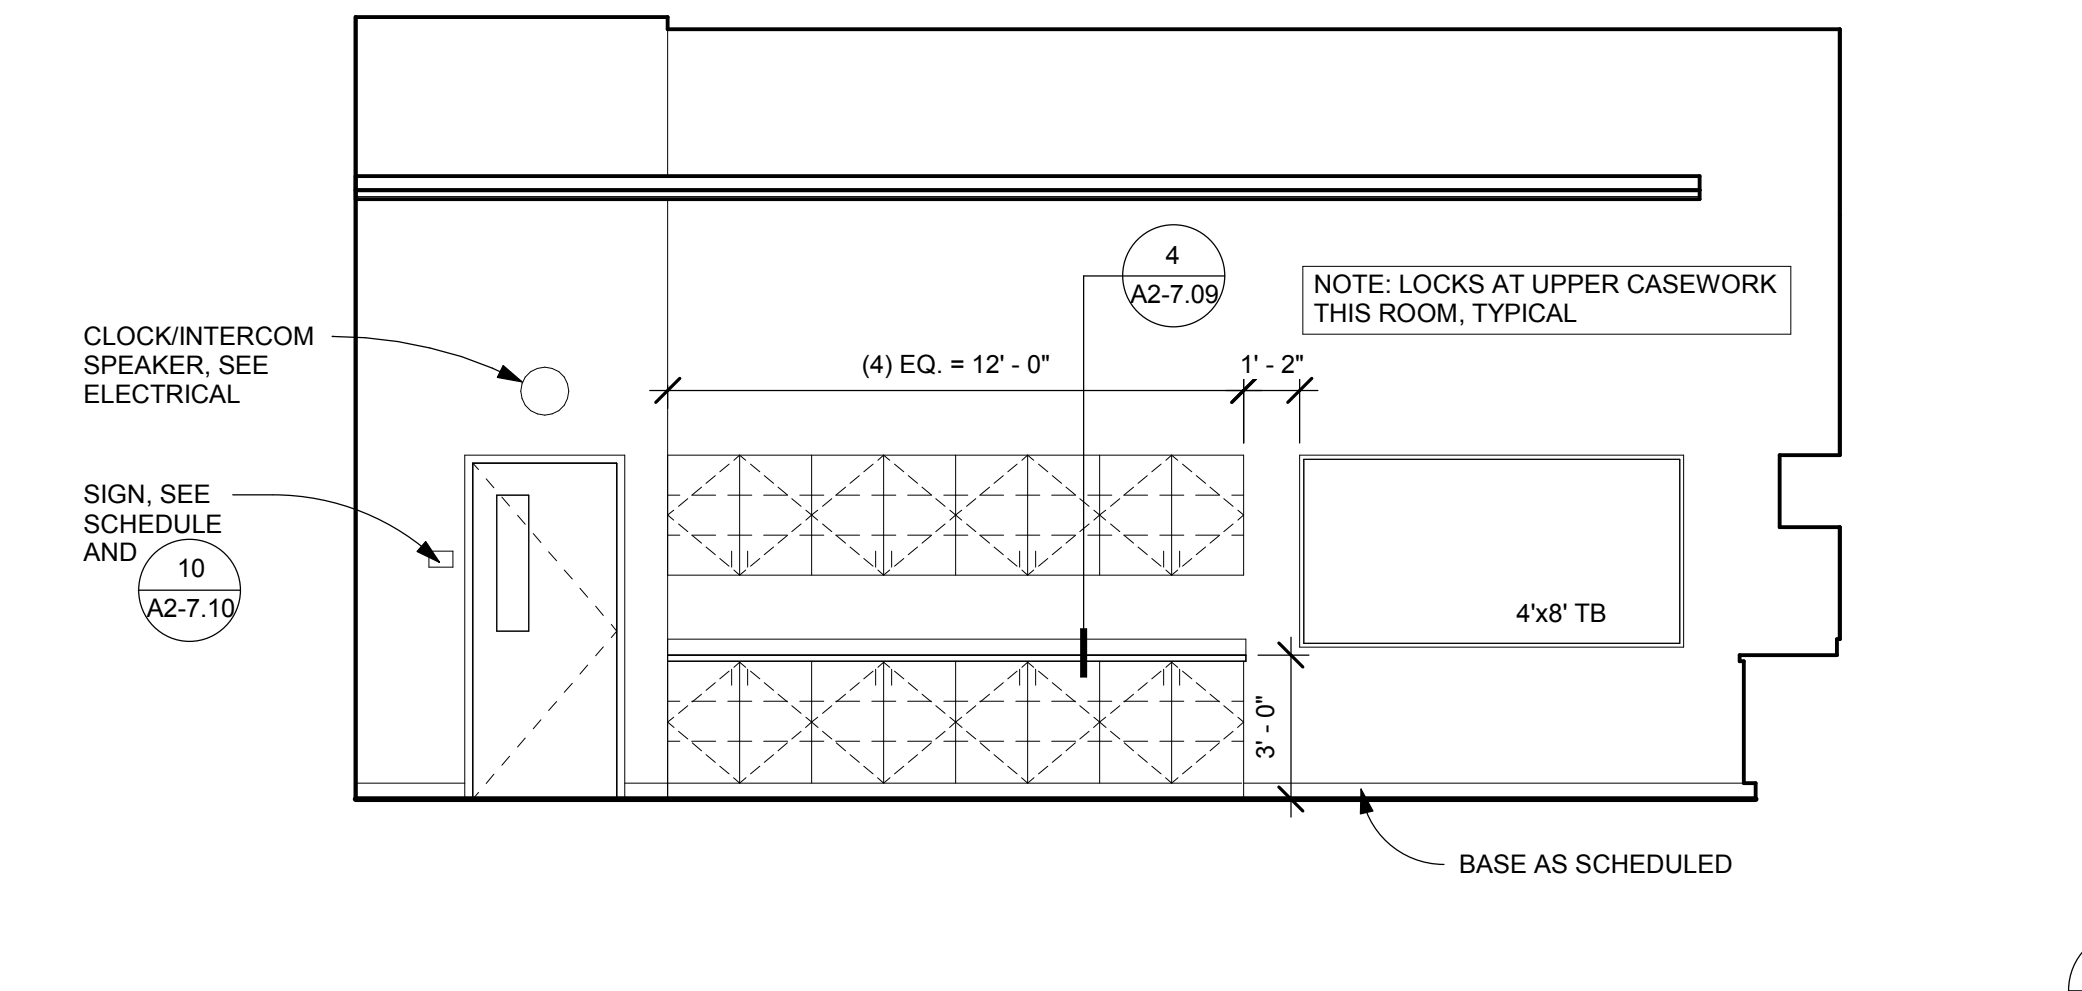 4
A2-7.09
NOTE: LOCKS AT UPPER CASEWORK
THIS ROOM, TYPICAL
CLOCK/INTERCOM
SPEAKER, SEE
ELECTRICAL
(4) EQ. = 12' - 0"
1' - 2"
SIGN, SEE
SCHEDULE
AND
10
A2-7.10
4'x8' TB
3' - 0"
BASE AS SCHEDULED